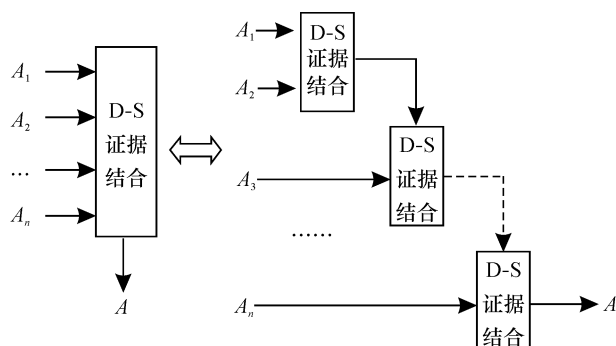 A₁
A₂
...
Aₙ
D-S
证据
结合
A
A₁
A₂
D-S
证据
结合
A₃
D-S
证据
结合
......
Aₙ
D-S
证据
结合
A